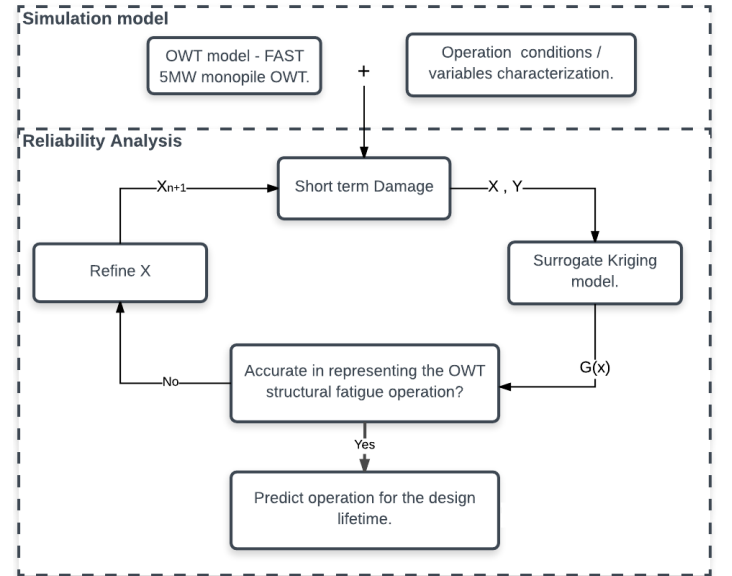 Simulation model
OWT model - FAST
5MW monopile OWT.
+
Operation conditions /
variables characterization.
Reliability Analysis
Xn+1
Short term Damage
X , Y
Refine X
Surrogate Kriging
model.
G(x)
Accurate in representing the OWT
structural fatigue operation?
No
Yes
Predict operation for the design
lifetime.